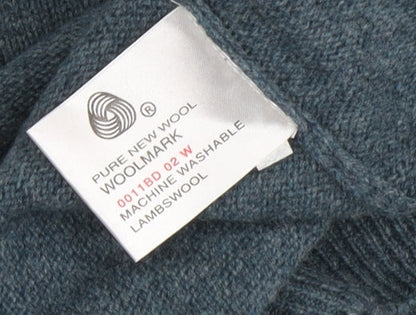 ®
PURE NEW WOOL
WOOLMARK
0011BD 02 W
MACHINE WASHABLE
LAMBSWOOL